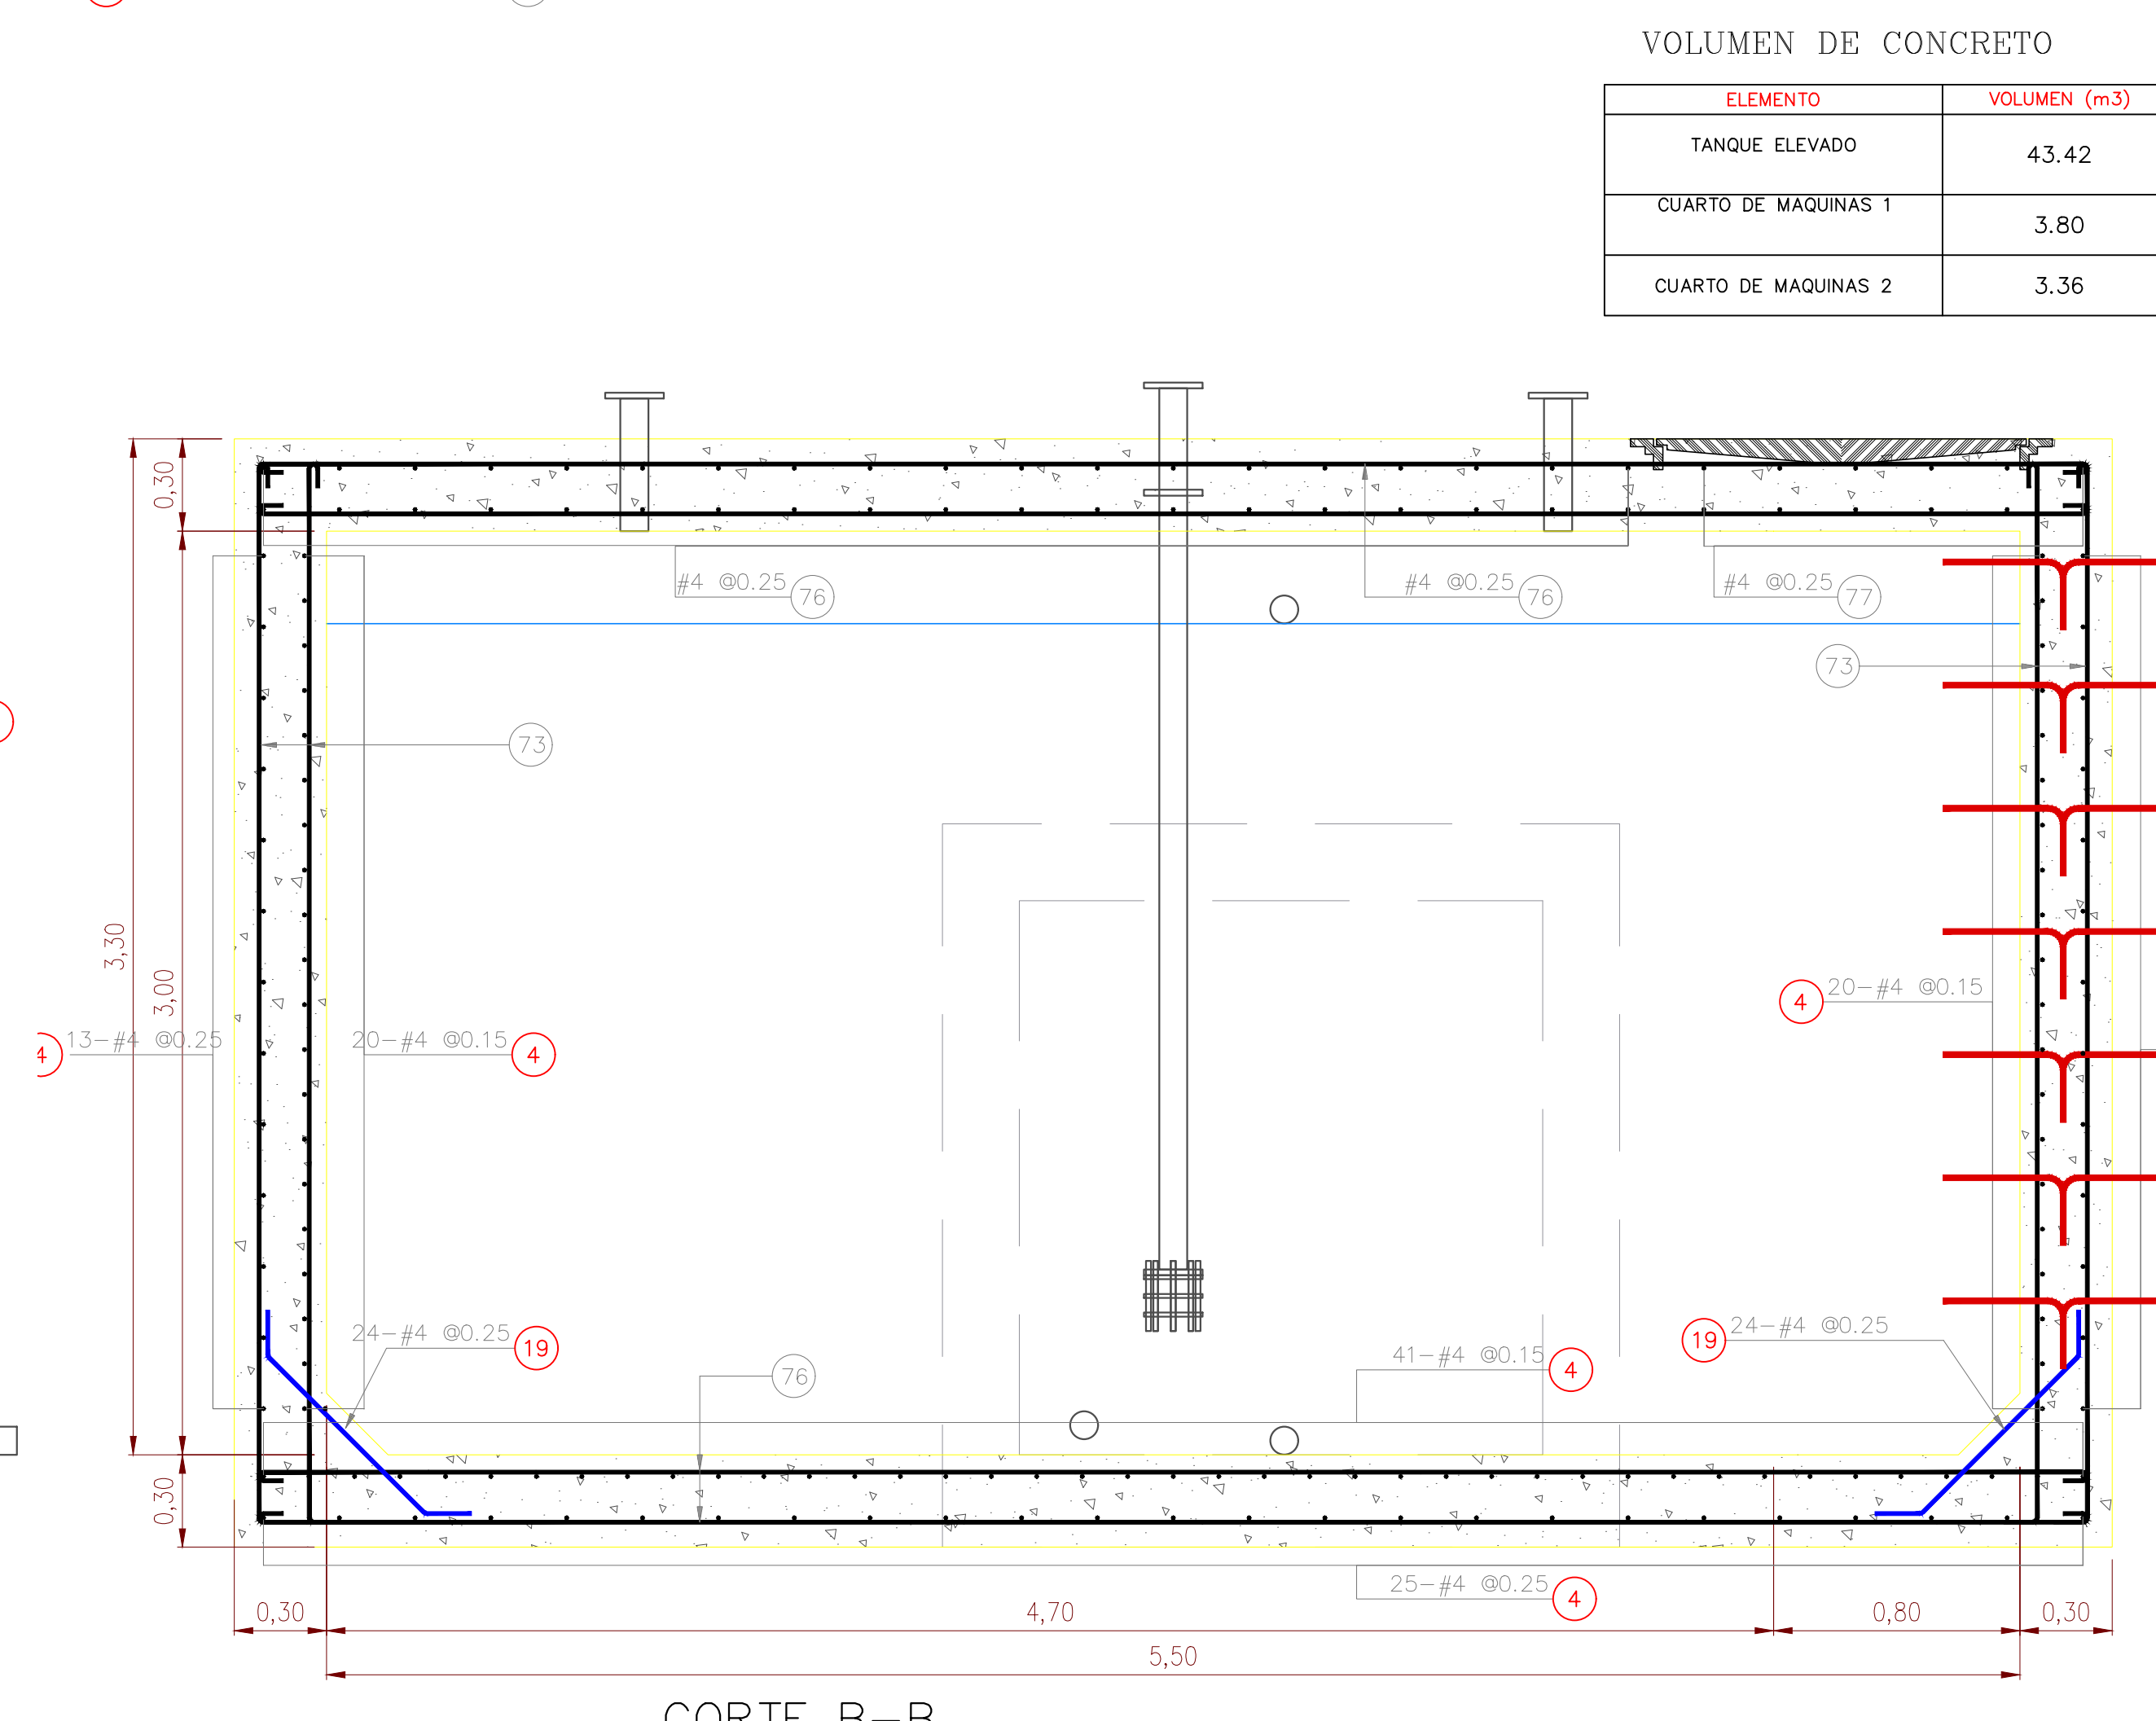 VOLUMEN DE CONCRETO
ELEMENTO VOLUMEN (m3)
TANQUE ELEVADO 43.42
CUARTO DE MAQUINAS 1 3.80
CUARTO DE MAQUINAS 2 3.36
0,30
#4 @0.25 76
#4 @0.25 76
#4 @0.25 77
73
73
3,30
3,00
4 20-#4 @0.15
4 13-#4 @0.25
20-#4 @0.15 4
24-#4 @0.25 19
19 24-#4 @0.25
76
41-#4 @0.15 4
0,30
25-#4 @0.25 4
0,30
4,70
0,80
0,30
5,50
CORTE B-B